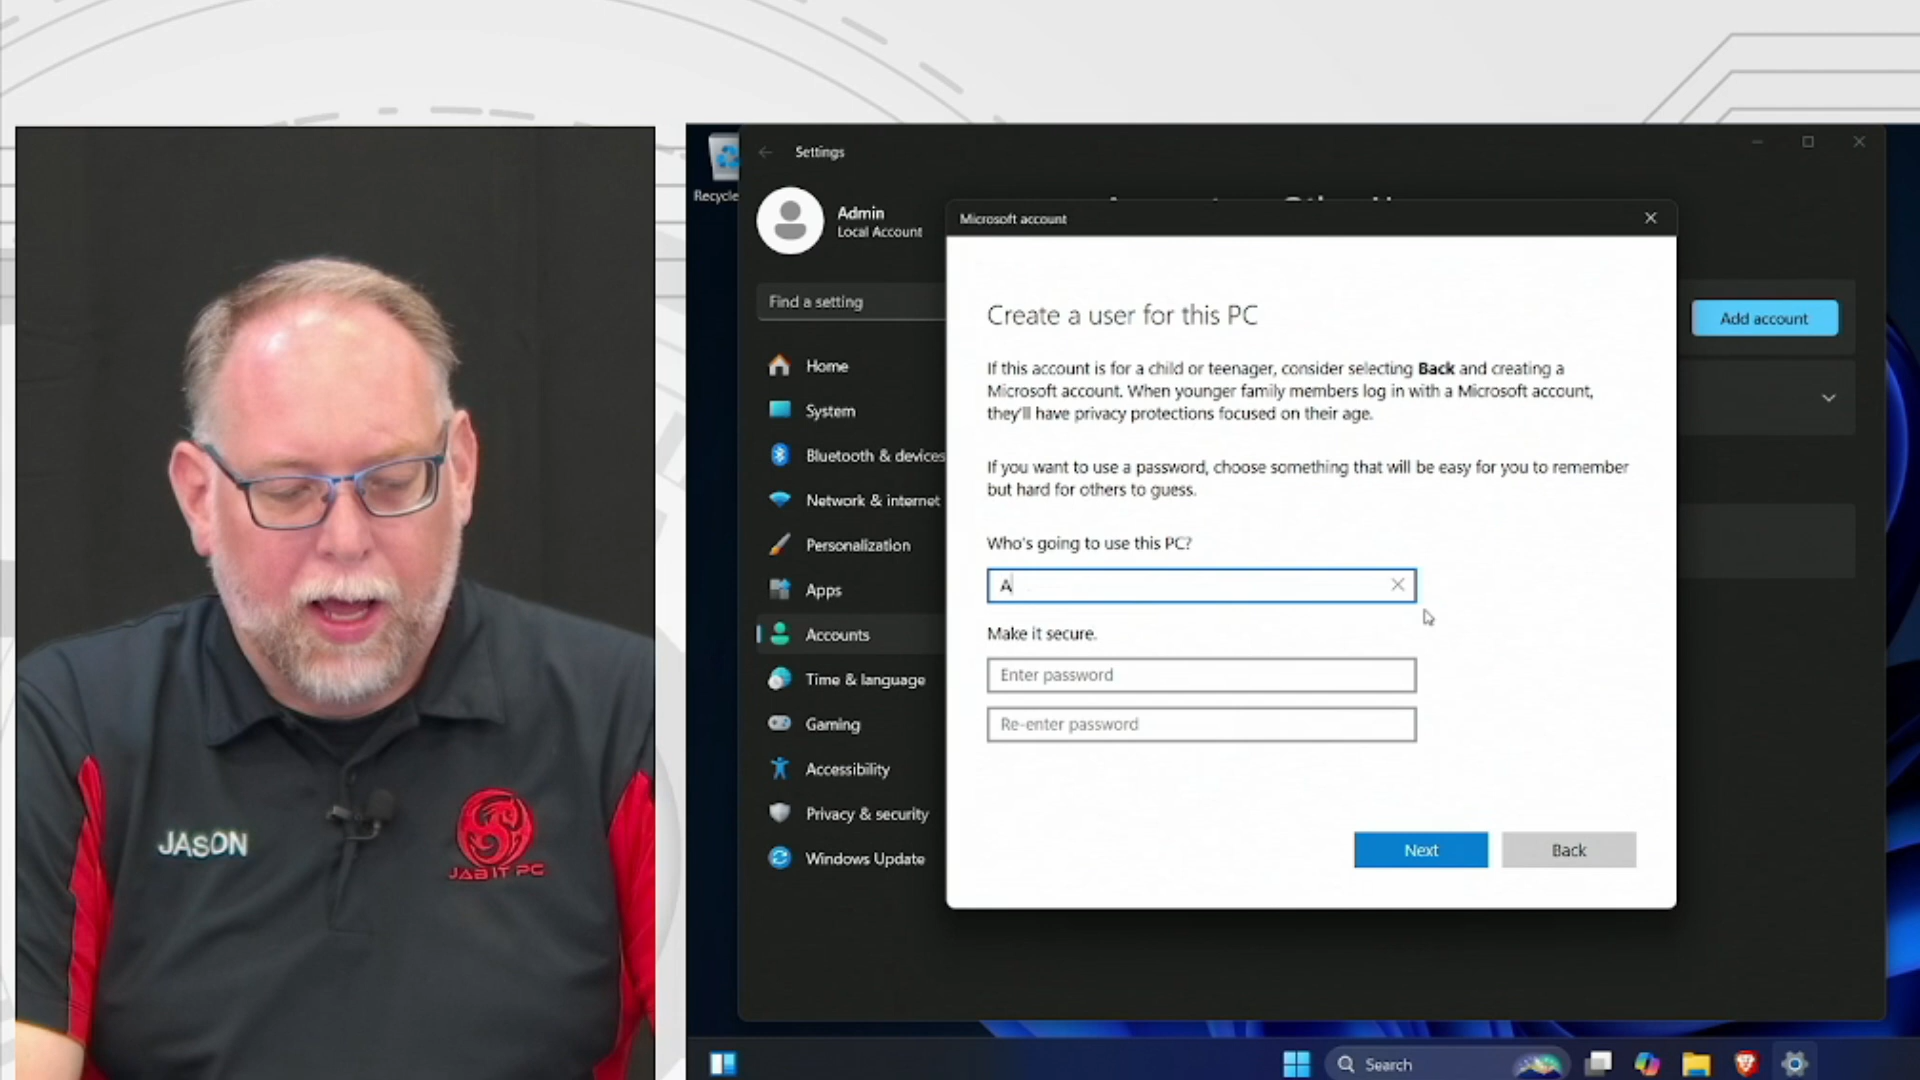 Settings
Recycle
Admin
Local Account
Microsoft account
Find a setting
Create a user for this PC
Add account
Home
If this account is for a child or teenager, consider selecting Back and creating a
Microsoft account. When younger family members log in with a Microsoft account,
they'll have privacy protections focused on their age.
System
Bluetooth & devices
If you want to use a password, choose something that will be easy for you to remember
but hard for others to guess.
Network & internet
Personalization
Who's going to use this PC?
Apps
A
Accounts
Make it secure.
Time & language
Enter password
Gaming
Re-enter password
Accessibility
Privacy & security
Windows Update
Next
Back
JASON
JAB IT PC
Search